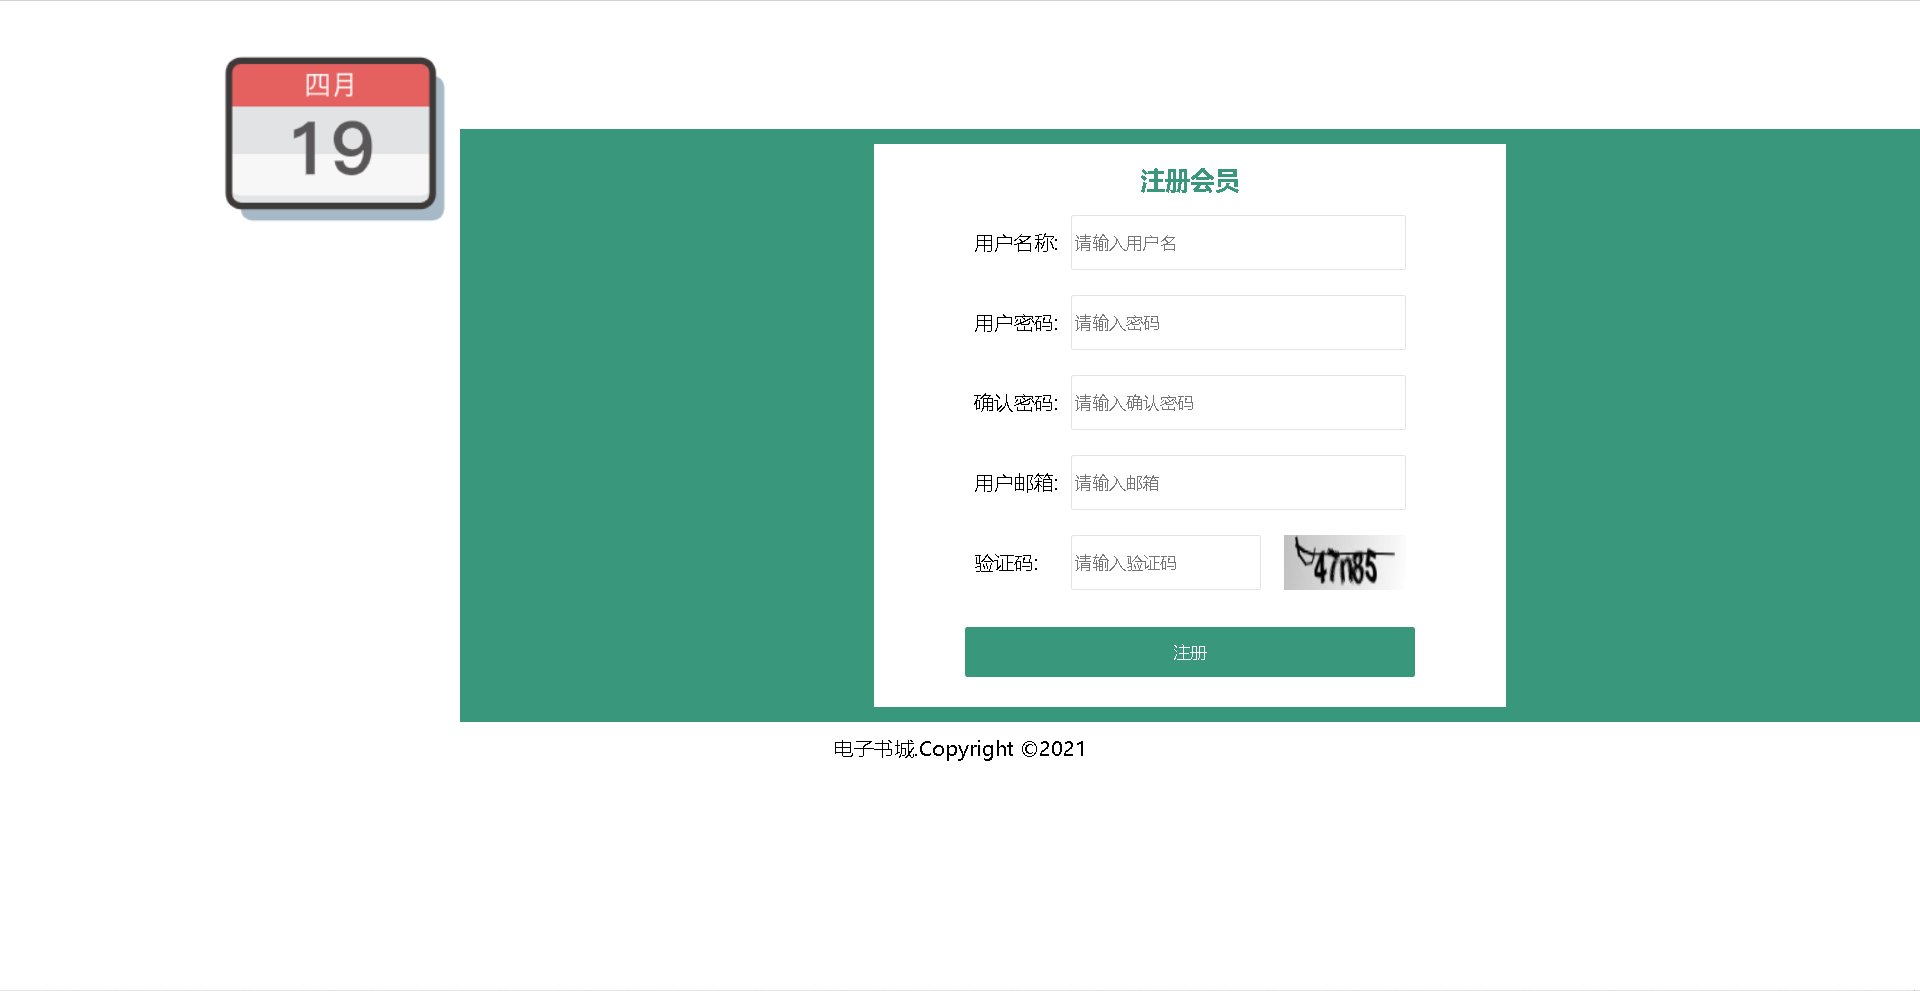 四月
19
注册会员
用户名称: 请输入用户名
用户密码: 请输入密码
确认密码: 请输入确认密码
用户邮箱: 请输入邮箱
验证码: 请输入验证码 47n85
注册
电子书城.Copyright ©2021